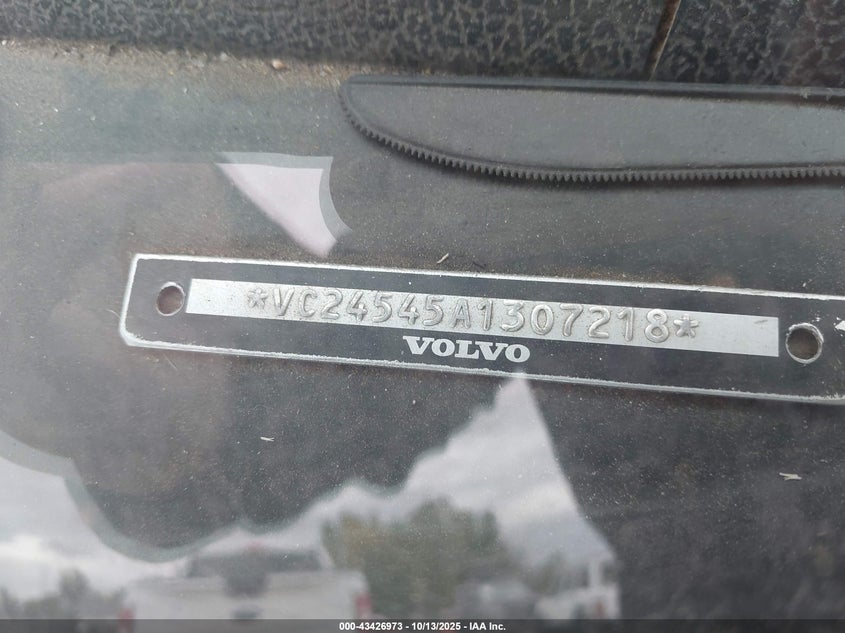 *VC24545A1307218*
VOLVO
000-43426973 | 10/13/2025 – IAA Inc.